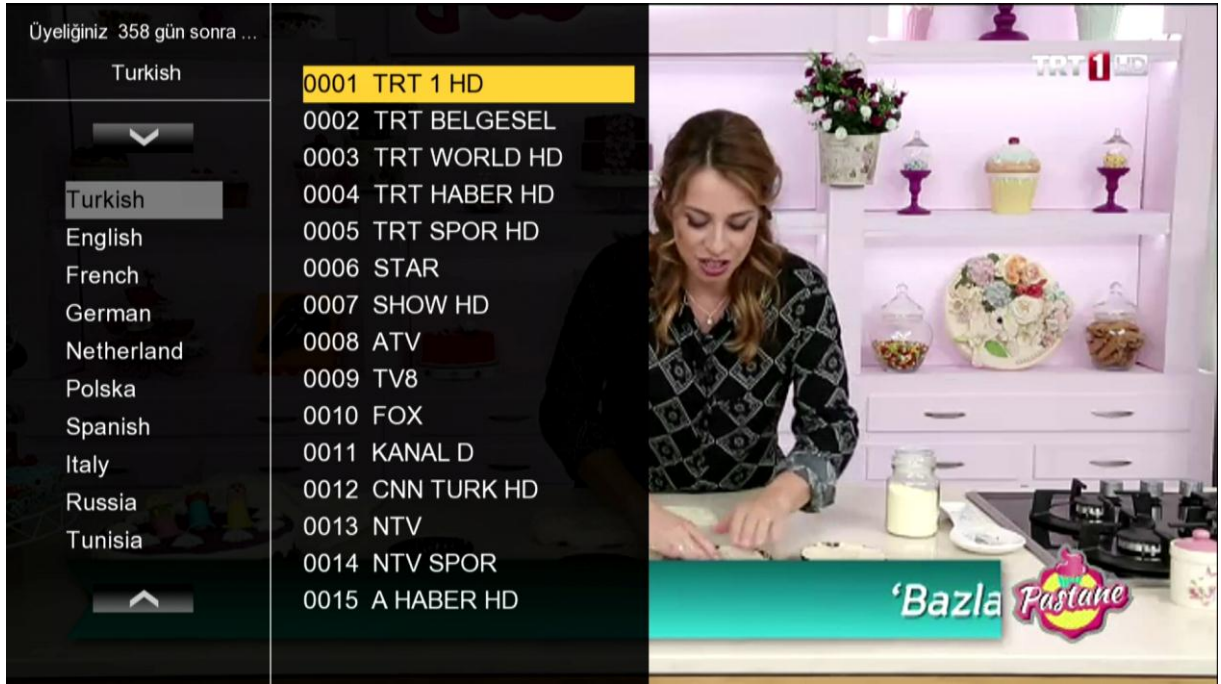 Üyeliğiniz 358 gün sonra ...
Turkish
Turkish
English
French
German
Netherland
Polska
Spanish
Italy
Russia
Tunisia
0001 TRT 1 HD
0002 TRT BELGESEL
0003 TRT WORLD HD
0004 TRT HABER HD
0005 TRT SPOR HD
0006 STAR
0007 SHOW HD
0008 ATV
0009 TV8
0010 FOX
0011 KANAL D
0012 CNN TURK HD
0013 NTV
0014 NTV SPOR
0015 A HABER HD
TRT 1 HD
'Bazla
Pastane